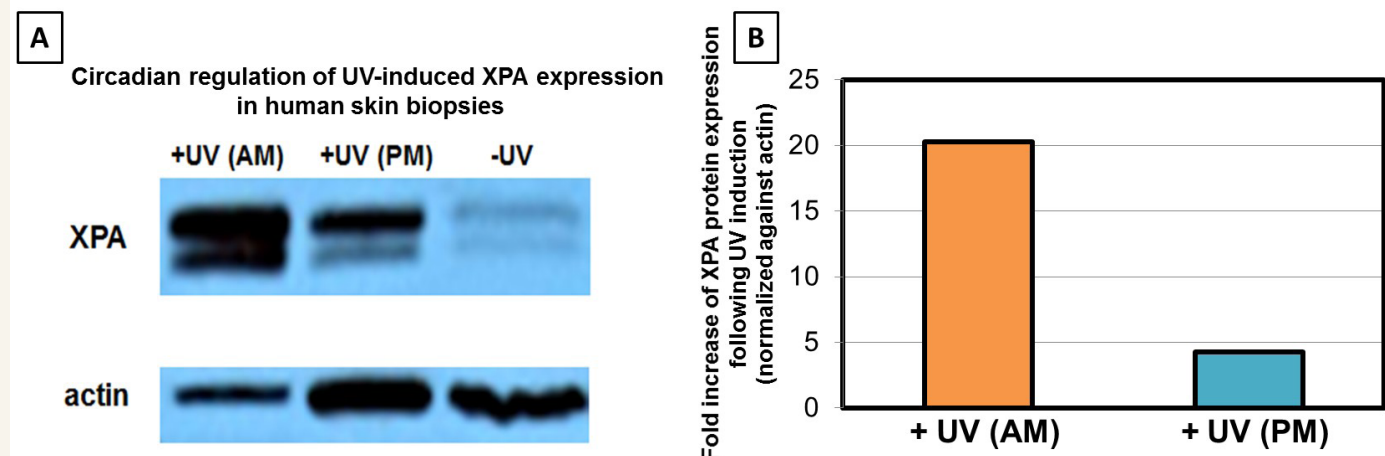 A
Circadian regulation of UV-induced XPA expression
in human skin biopsies
+UV (AM) +UV (PM) -UV
XPA
actin
B
Fold increase of XPA protein expression
following UV induction
(normalized against actin)
25
20
15
10
5
0
+ UV (AM) + UV (PM)